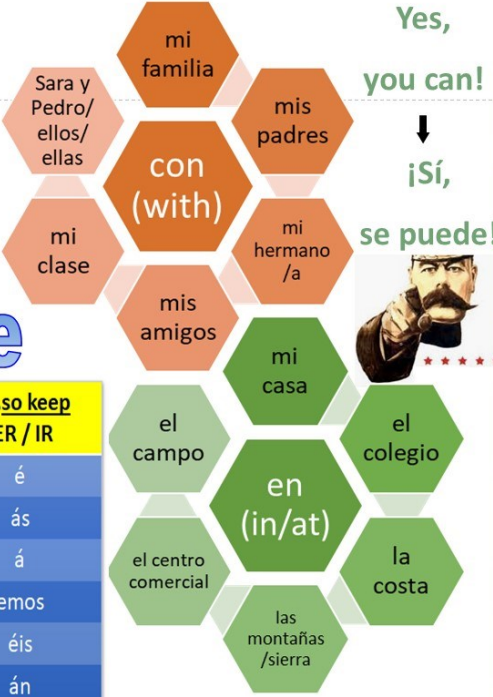 Yes,
you can!
¡Sí,
se puede!
mi
familia
Sara y
Pedro/
ellos/
ellas
mis
padres
con
(with)
mi
clase
mi
hermano
/a
mis
amigos
e
so keep
ER / IR
é
ás
á
emos
éis
án
mi
casa
el
campo
el
colegio
en
(in/at)
el centro
comercial
la
costa
las
montañas
/sierra